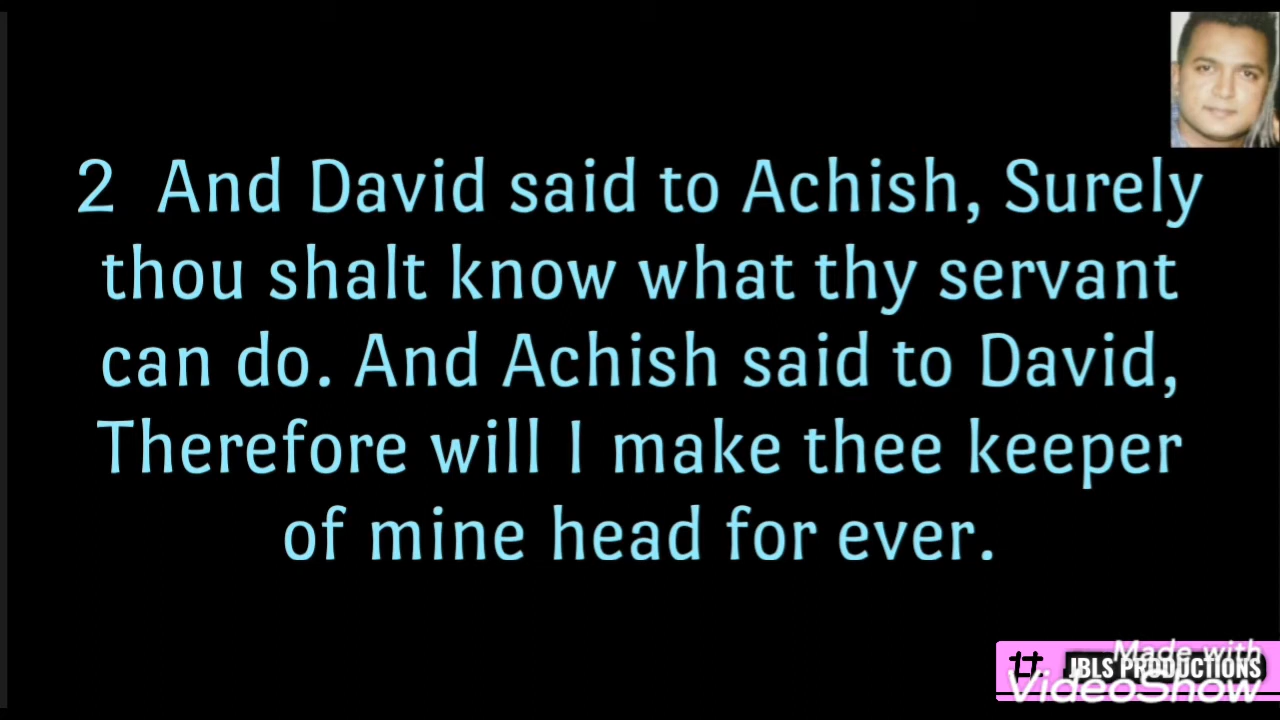 2 And David said to Achish, Surely
thou shalt know what thy servant
can do. And Achish said to David,
Therefore will I make thee keeper
of mine head for ever.
Made with
# JBLS PRODUCTIONS
VideoShow